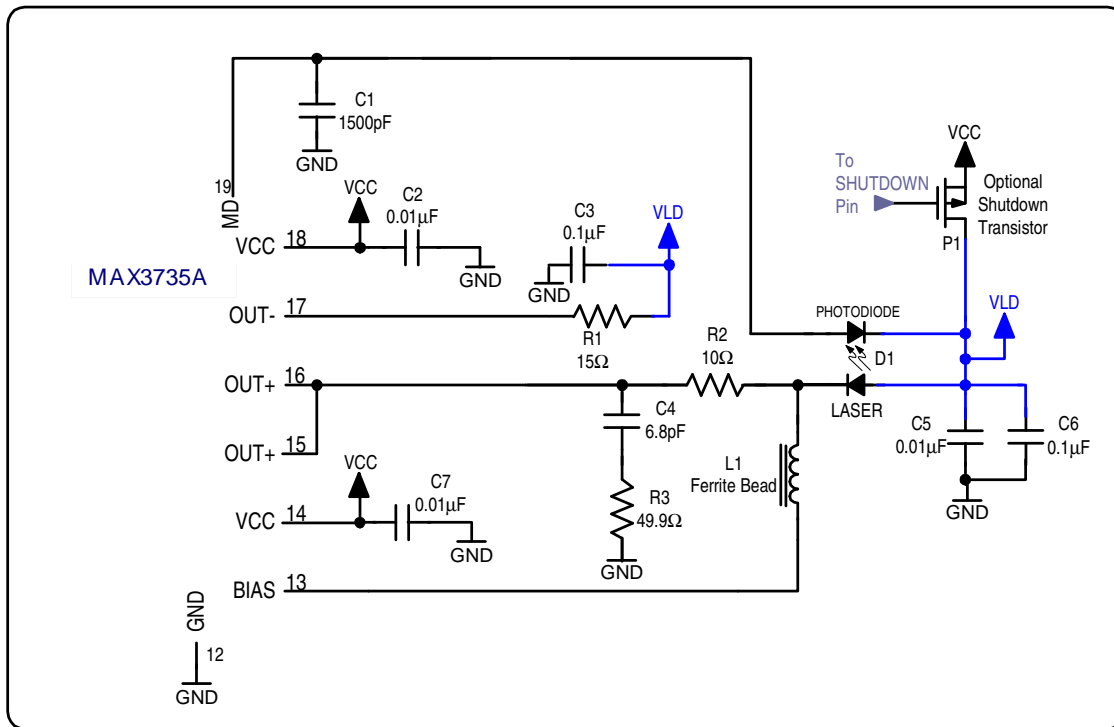 C1
1500pF
GND
19
MD
VCC
C2
0.01µF
VCC 18
GND
MAX3735A
C3
0.1µF
VLD
GND
OUT- 17
R1
15Ω
To
SHUTDOWN
Pin
VCC
Optional
Shutdown
Transistor
P1
PHOTODIODE
VLD
D1
LASER
OUT+ 16
R2
10Ω
C4
6.8pF
OUT+ 15
C5
0.01µF
C6
0.1µF
GND
L1
Ferrite Bead
VCC
C7
0.01µF
VCC 14
GND
R3
49.9Ω
GND
BIAS 13
GND
12
GND